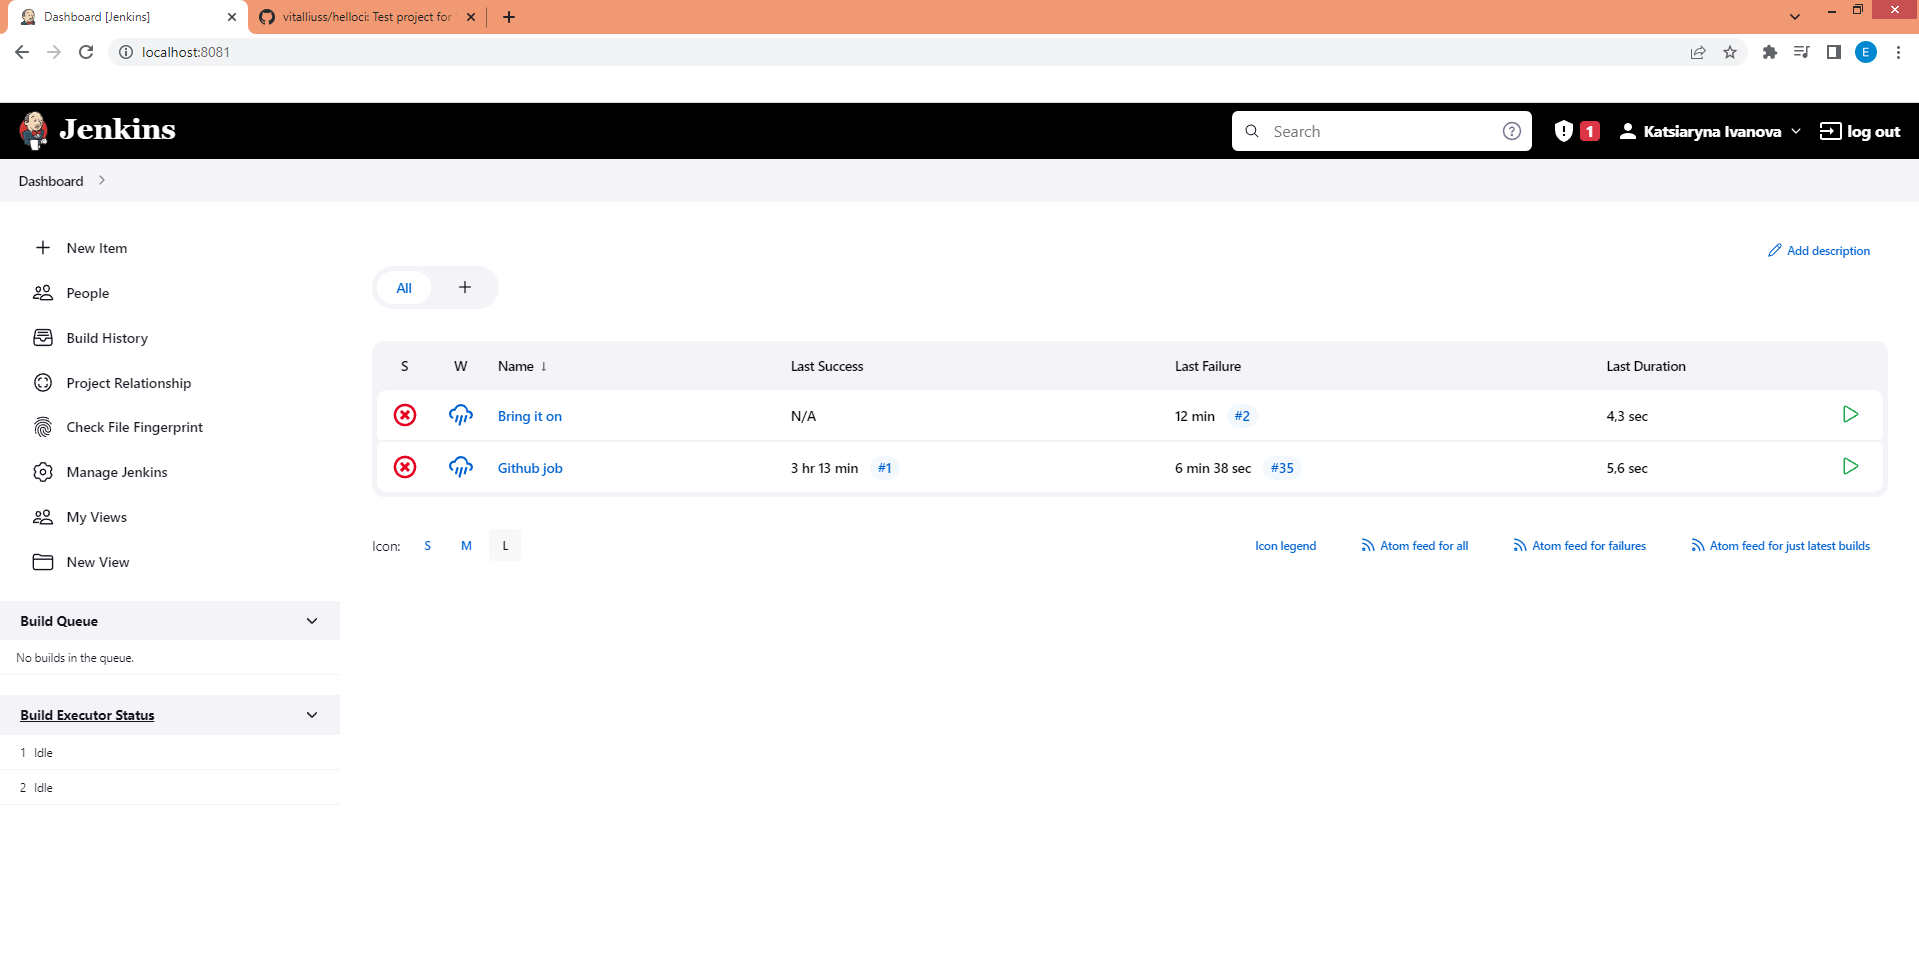 Dashboard [Jenkins]
vitalliuss/helloci: Test project for
localhost:8081
E
Jenkins
Search
1
Katsiaryna Ivanova
log out
Dashboard
New Item
People
Build History
Project Relationship
Check File Fingerprint
Manage Jenkins
My Views
New View
Build Queue
No builds in the queue.
Build Executor Status
1 Idle
2 Idle
Add description
All
S W Name ↓ Last Success Last Failure Last Duration
Bring it on N/A 12 min #2 4,3 sec
Github job 3 hr 13 min #1 6 min 38 sec #35 5,6 sec
Icon: S M L
Icon legend Atom feed for all Atom feed for failures Atom feed for just latest builds